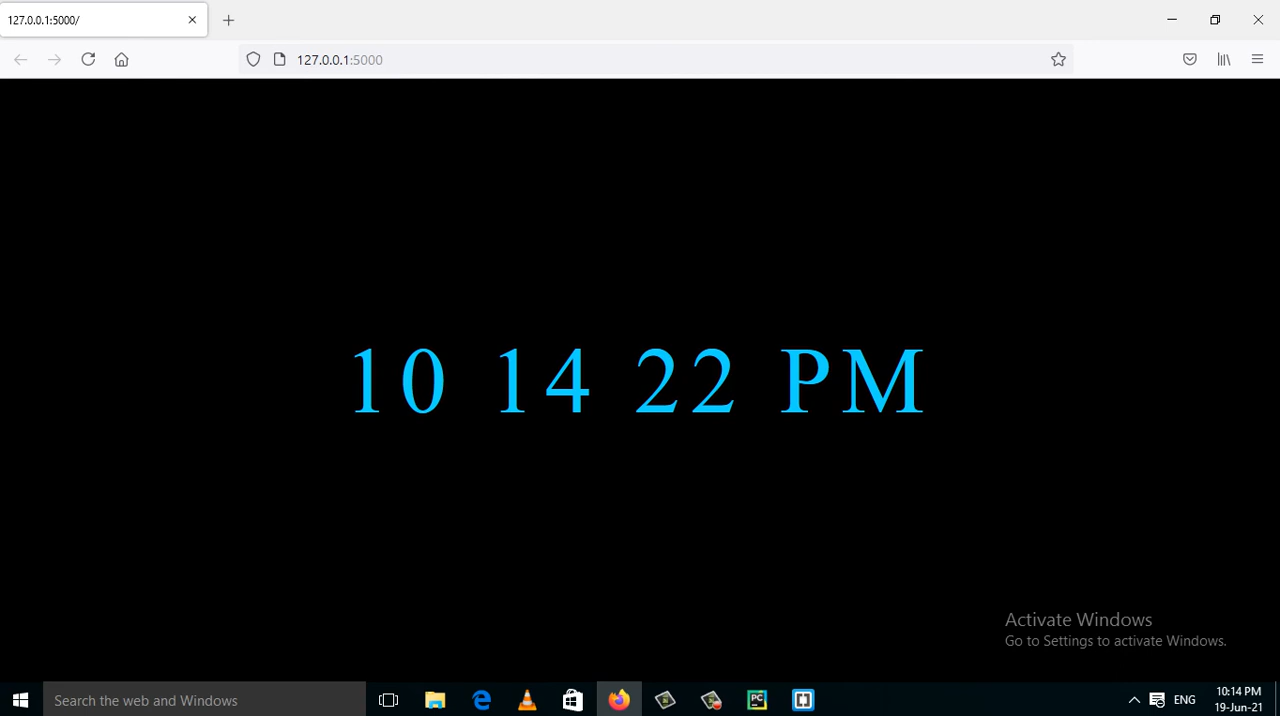 127.0.0.1:5000/
127.0.0.1:5000
10 14 22 PM
Activate Windows
Go to Settings to activate Windows.
Search the web and Windows
PC
ENG
10:14 PM
19-Jun-21